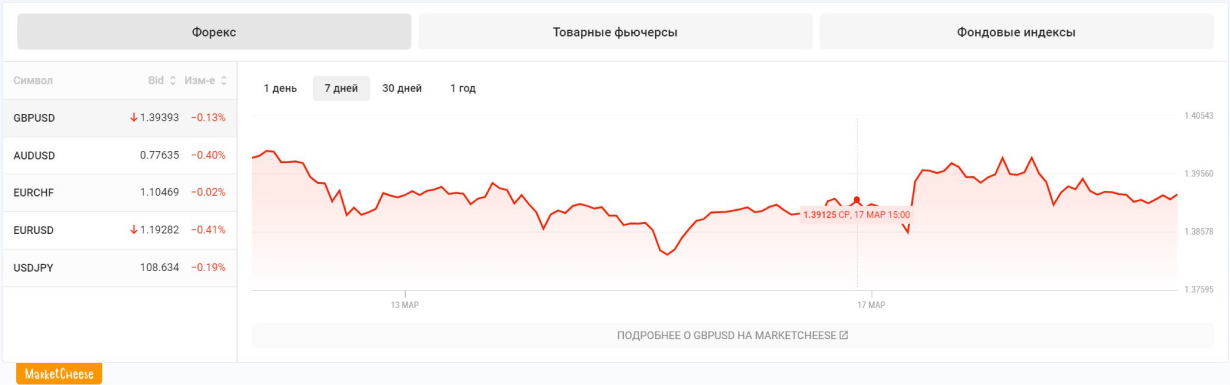 Форекс
Товарные фьючерсы
Фондовые индексы
Символ Bid Изм-е
GBPUSD 1.39393 −0.13%
AUDUSD 0.77635 −0.40%
EURCHF 1.10469 −0.02%
EURUSD 1.19282 −0.41%
USDJPY 108.634 −0.19%
1 день 7 дней 30 дней 1 год
1.40543
1.39560
1.39125 СР, 17 МАР 15:00
1.38578
1.37595
13 МАР 17 МАР
ПОДРОБНЕЕ О GBPUSD НА MARKETCHEESE
MarketCheese